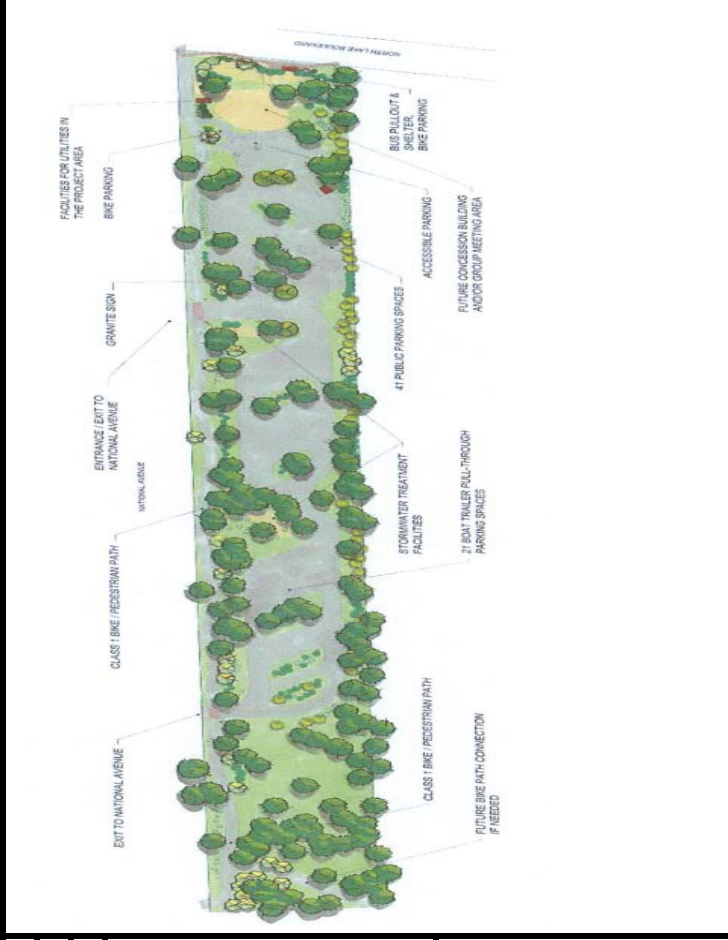 NORTH LAKE BOULEVARD
FACILITIES FOR UTILITIES IN
THE PROJECT AREA
BIKE PARKING
GRANITE SIGN
ENTRANCE / EXIT TO
NATIONAL AVENUE
NATIONAL AVENUE
CLASS 1 BIKE / PEDESTRIAN PATH
EXIT TO NATIONAL AVENUE
BUS PULLOUT &
SHELTER,
BIKE PARKING
FUTURE CONCESSION BUILDING
AND/OR GROUP MEETING AREA
ACCESSIBLE PARKING
41 PUBLIC PARKING SPACES
STORMWATER TREATMENT
FACILITIES
21 BOAT TRAILER PULL-THROUGH
PARKING SPACES
CLASS 1 BIKE / PEDESTRIAN PATH
FUTURE BIKE PATH CONNECTION
IF NEEDED